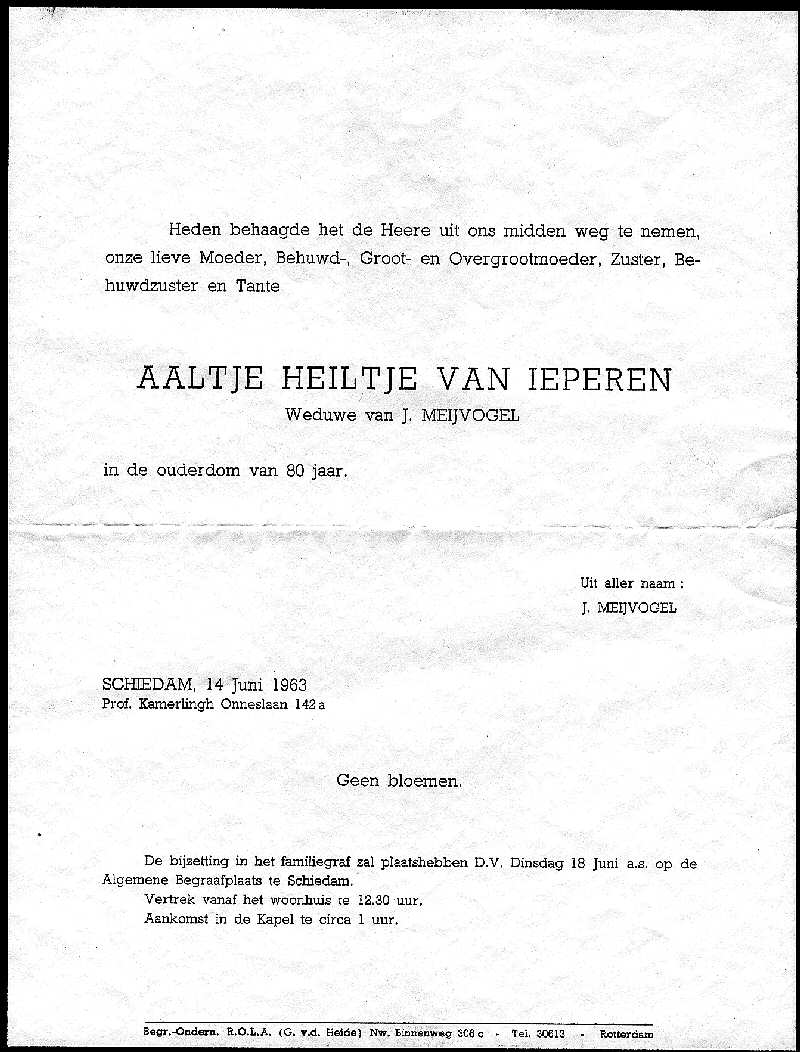 Heden behaagde het de Heere uit ons midden weg te nemen,
onze lieve Moeder, Behuwd-, Groot- en Overgrootmoeder, Zuster, Be-
huwdzuster en Tante
AALTJE HEILTJE VAN IEPEREN
Weduwe van J. MEIJVOGEL
in de ouderdom van 80 jaar.
Uit aller naam :
J. MEIJVOGEL
SCHIEDAM, 14 Juni 1963
Prof. Kamerlingh Onneslaan 142a
Geen bloemen.
De bijzetting in het familiegraf zal plaatshebben D.V. Dinsdag 18 Juni a.s. op de
Algemene Begraafplaats te Schiedam.
Vertrek vanaf het woonhuis te 12.30 uur.
Aankomst in de Kapel te circa 1 uur.
Begr.-Ondern. R.O.L.A. (G. v.d. Heide) Nw. Binnenweg 306 c - Tel. 30613 - Rotterdam